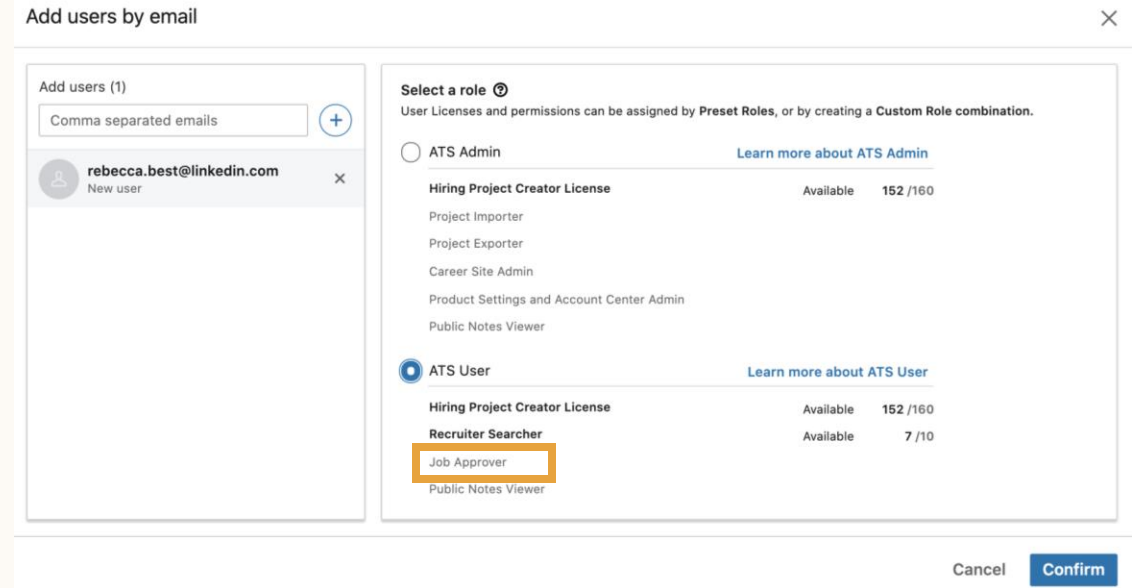 Add users by email
Add users (1)
Comma separated emails
rebecca.best@linkedin.com
New user
Select a role
User Licenses and permissions can be assigned by Preset Roles, or by creating a Custom Role combination.
ATS Admin Learn more about ATS Admin
Hiring Project Creator License Available 152 /160
Project Importer
Project Exporter
Career Site Admin
Product Settings and Account Center Admin
Public Notes Viewer
ATS User Learn more about ATS User
Hiring Project Creator License Available 152 /160
Recruiter Searcher Available 7 /10
Job Approver
Public Notes Viewer
Cancel Confirm